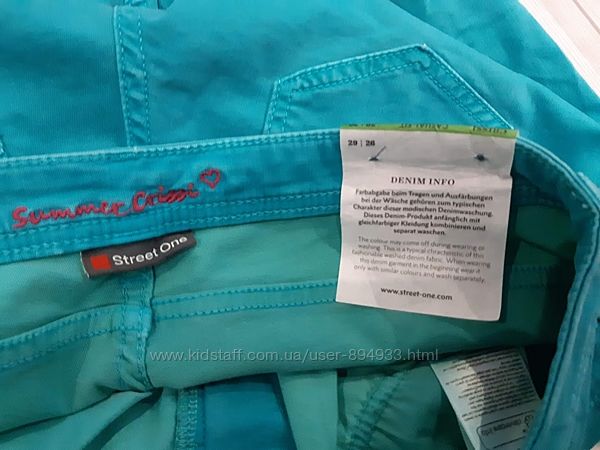 CASUAL FIT
29 | 26
DENIM INFO
Farbabgabe beim Tragen und Ausfärbungen
bei der Wäsche gehören zum typischen
Charakter dieser modischen Denimwaschung.
Dieses Denim-Produkt anfänglich mit
gleichfarbiger Kleidung kombinieren und
separat waschen.
The colour may come off during wearing or
washing. This is a typical chracteristic of this
fashionable washed denim fabric. When wearing
this denim garment in the beginning wear it
only with similar colours and wash separately.
www.street-one.com
Summer Crissi
Street One
www.kidstaff.com.ua/user-894933.html